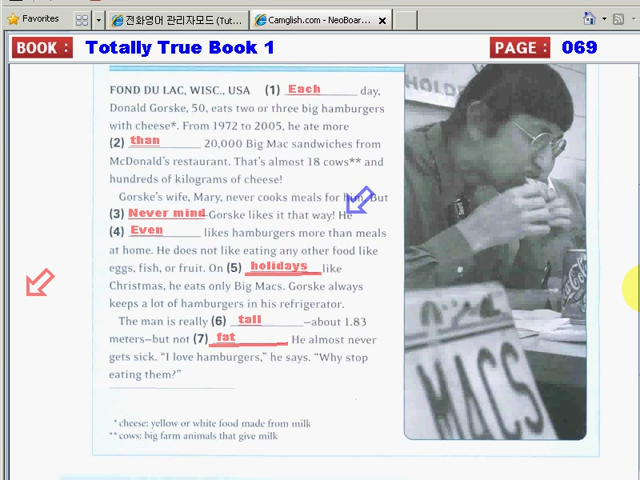 Favorites
전화영어 관리자모드 (Tut...
Camglish.com - NeoBoar...
BOOK : Totally True Book 1 PAGE : 069
FOND DU LAC, WISC., USA (1) Each day,
Donald Gorske, 50, eats two or three big hamburgers
with cheese*. From 1972 to 2005, he ate more
(2) than 20,000 Big Mac sandwiches from
McDonald's restaurant. That's almost 18 cows** and
hundreds of kilograms of cheese!
Gorske's wife, Mary, never cooks meals for him. But
(3) Never mind Gorske likes it that way! He
(4) Even likes hamburgers more than meals
at home. He does not like eating any other food like
eggs, fish, or fruit. On (5) holidays like
Christmas, he eats only Big Macs. Gorske always
keeps a lot of hamburgers in his refrigerator.
The man is really (6) tall —about 1.83
meters—but not (7) fat He almost never
gets sick. "I love hamburgers," he says. "Why stop
eating them?"
* cheese: yellow or white food made from milk
** cows: big farm animals that give milk
HOLD
Coca-Cola
MACS